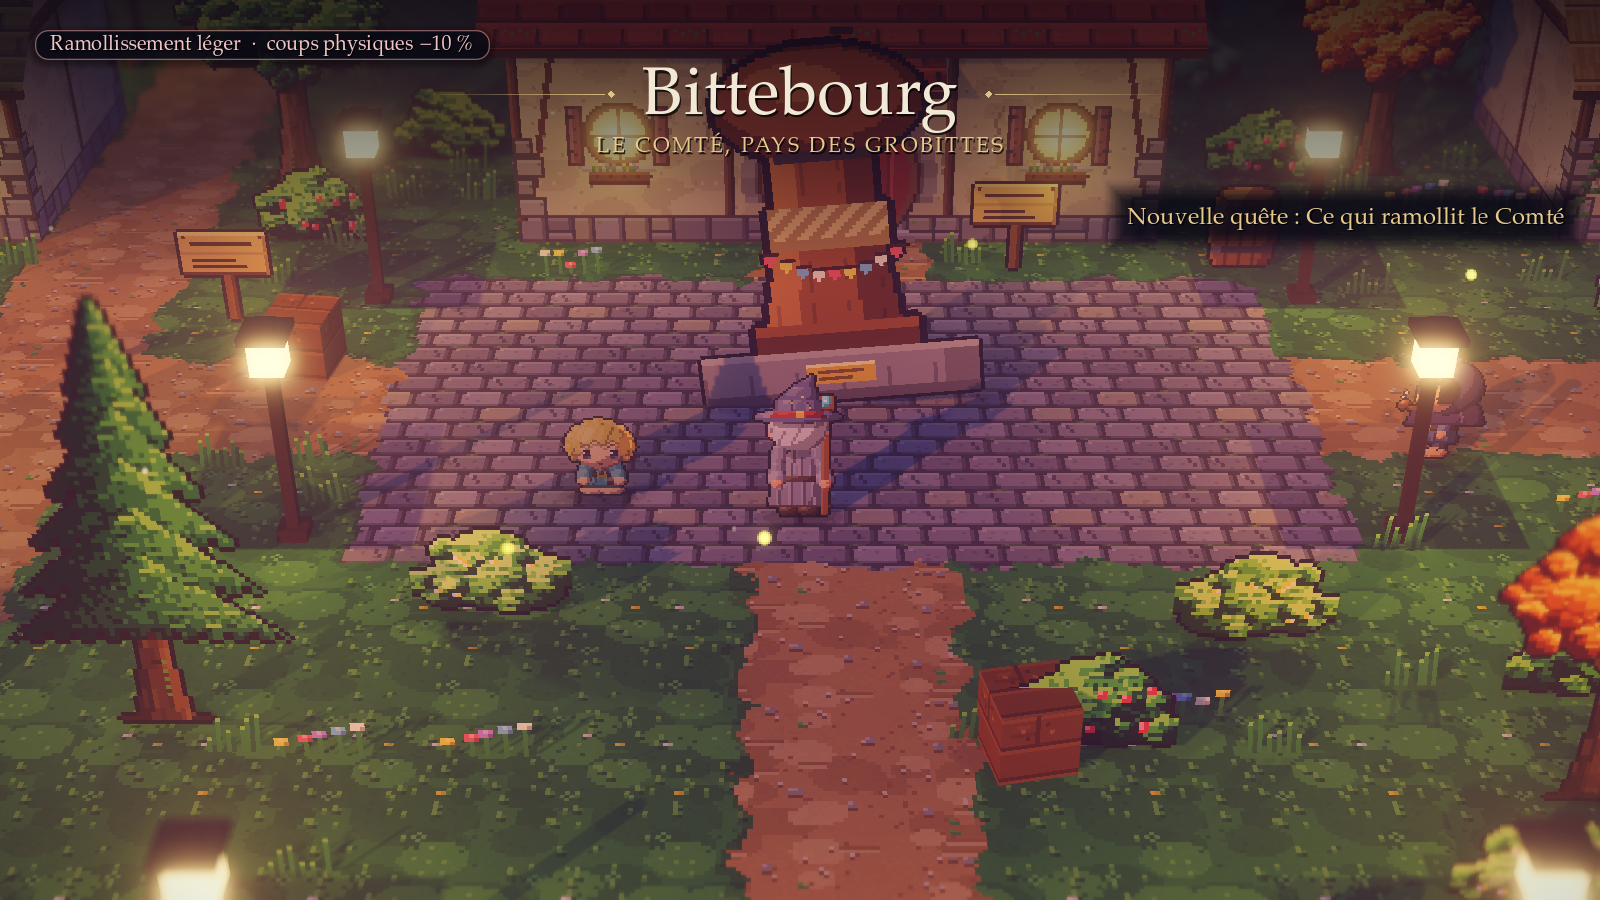 Ramollissement léger · coups physiques −10 %
Bittebourg
LE COMTÉ, PAYS DES GROBITTES
Nouvelle quête : Ce qui ramollit le Comté